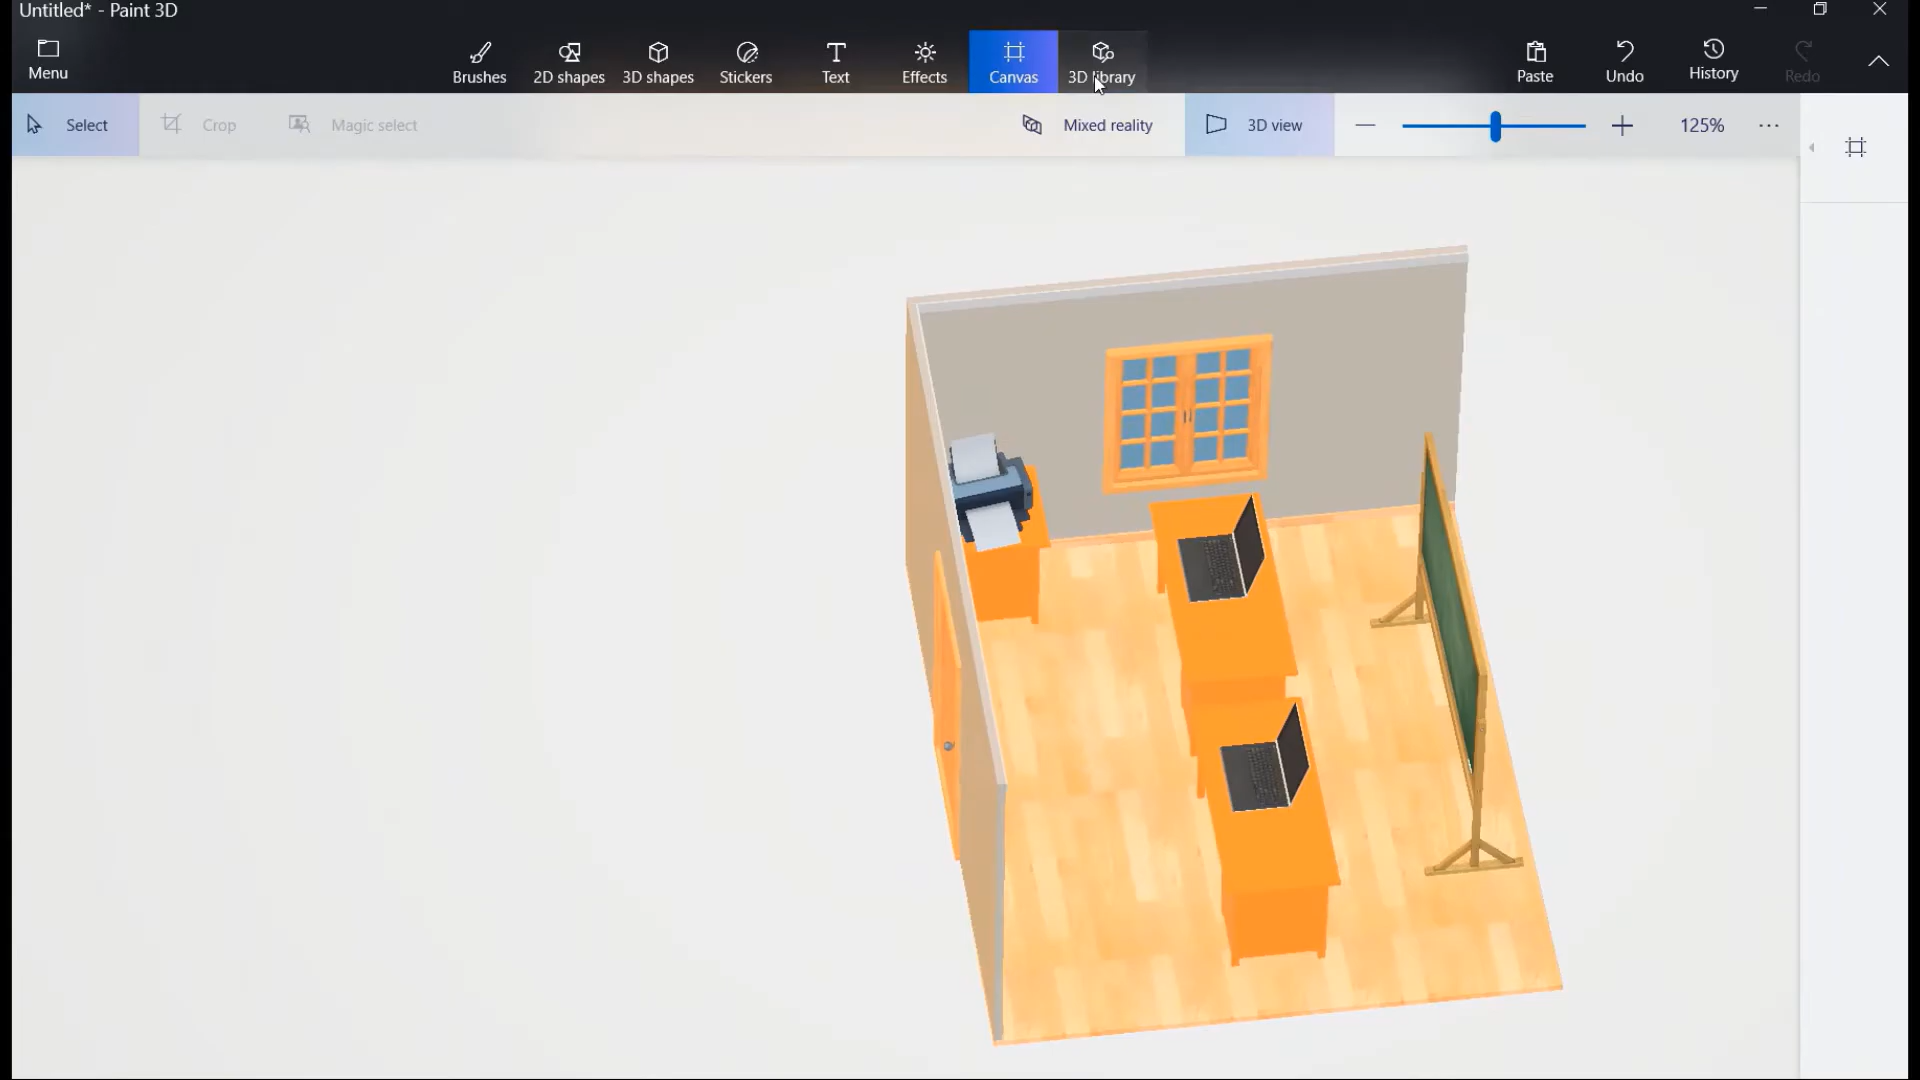 Untitled* - Paint 3D
Menu
Brushes
2D shapes
3D shapes
Stickers
Text
Effects
Canvas
3D library
Paste
Undo
History
Redo
Select
Crop
Magic select
Mixed reality
3D view
125%